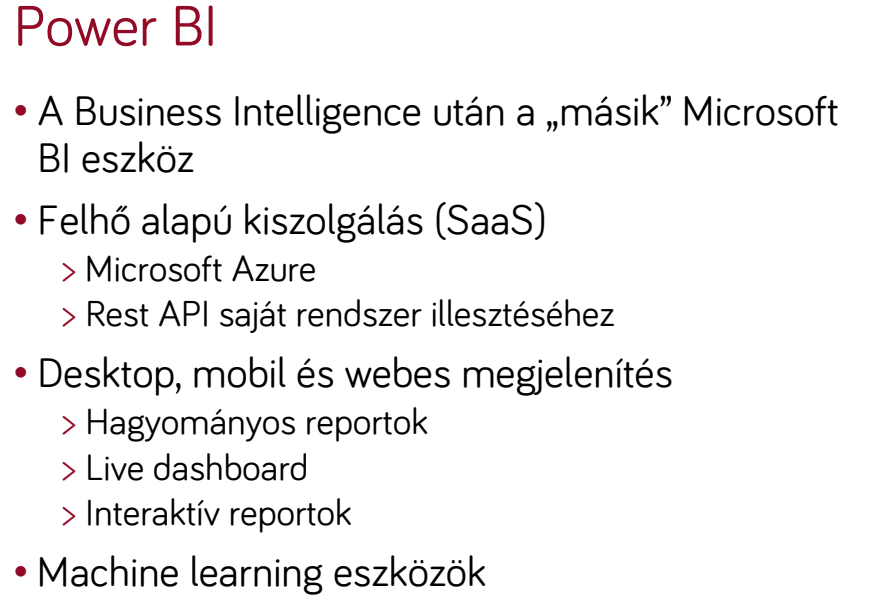 Power BI
• A Business Intelligence után a „másik” Microsoft
BI eszköz
• Felhő alapú kiszolgálás (SaaS)
> Microsoft Azure
> Rest API saját rendszer illesztéséhez
• Desktop, mobil és webes megjelenítés
> Hagyományos reportok
> Live dashboard
> Interaktív reportok
• Machine learning eszközök